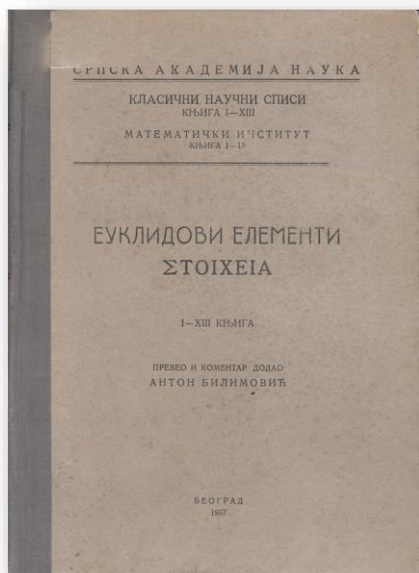 СРПСКА АКАДЕМИЈА НАУКА
КЛАСИЧНИ НАУЧНИ СПИСИ
КЊИГА I—XIII
МАТЕМАТИЧКИ ИНСТИТУТ
КЊИГА
ЕУКЛИДОВИ ЕЛЕМЕНТИ
ΣΤΟΙΧΕΙΑ
I—XIII КЊИГА
ПРЕВЕО И КОМЕНТАР ДОДАО
АНТОН БИЛИМОВИЋ
БЕОГРАД
1957